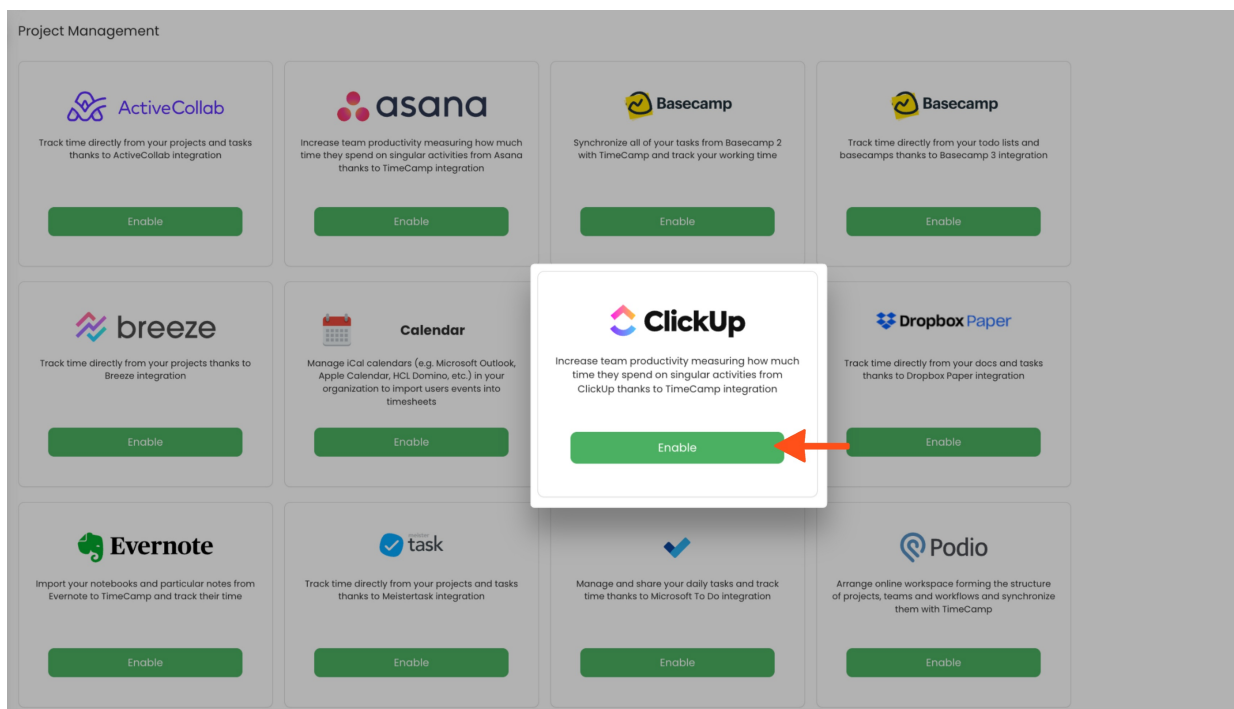 Project Management
ActiveCollab
Track time directly from your projects and tasks
thanks to ActiveCollab integration
Enable
asana
Increase team productivity measuring how much
time they spend on singular activities from Asana
thanks to TimeCamp integration
Enable
Basecamp
Synchronize all of your tasks from Basecamp 2
with TimeCamp and track your working time
Enable
Basecamp
Track time directly from your todo lists and
basecamps thanks to Basecamp 3 integration
Enable
breeze
Track time directly from your projects thanks to
Breeze integration
Enable
Calendar
Manage iCal calendars (e.g. Microsoft Outlook,
Apple Calendar, HCL Domino, etc.) in your
organization to import users events into
timesheets
Enable
ClickUp
Increase team productivity measuring how much
time they spend on singular activities from
ClickUp thanks to TimeCamp integration
Enable
Dropbox Paper
Track time directly from your docs and tasks
thanks to Dropbox Paper integration
Enable
Evernote
Import your notebooks and particular notes from
Evernote to TimeCamp and track their time
Enable
task
Track time directly from your projects and tasks
thanks to Meistertask integration
Enable
Manage and share your daily tasks and track
time thanks to Microsoft To Do integration
Enable
Podio
Arrange online workspace forming the structure
of projects, teams and workflows and synchronize
them with TimeCamp
Enable